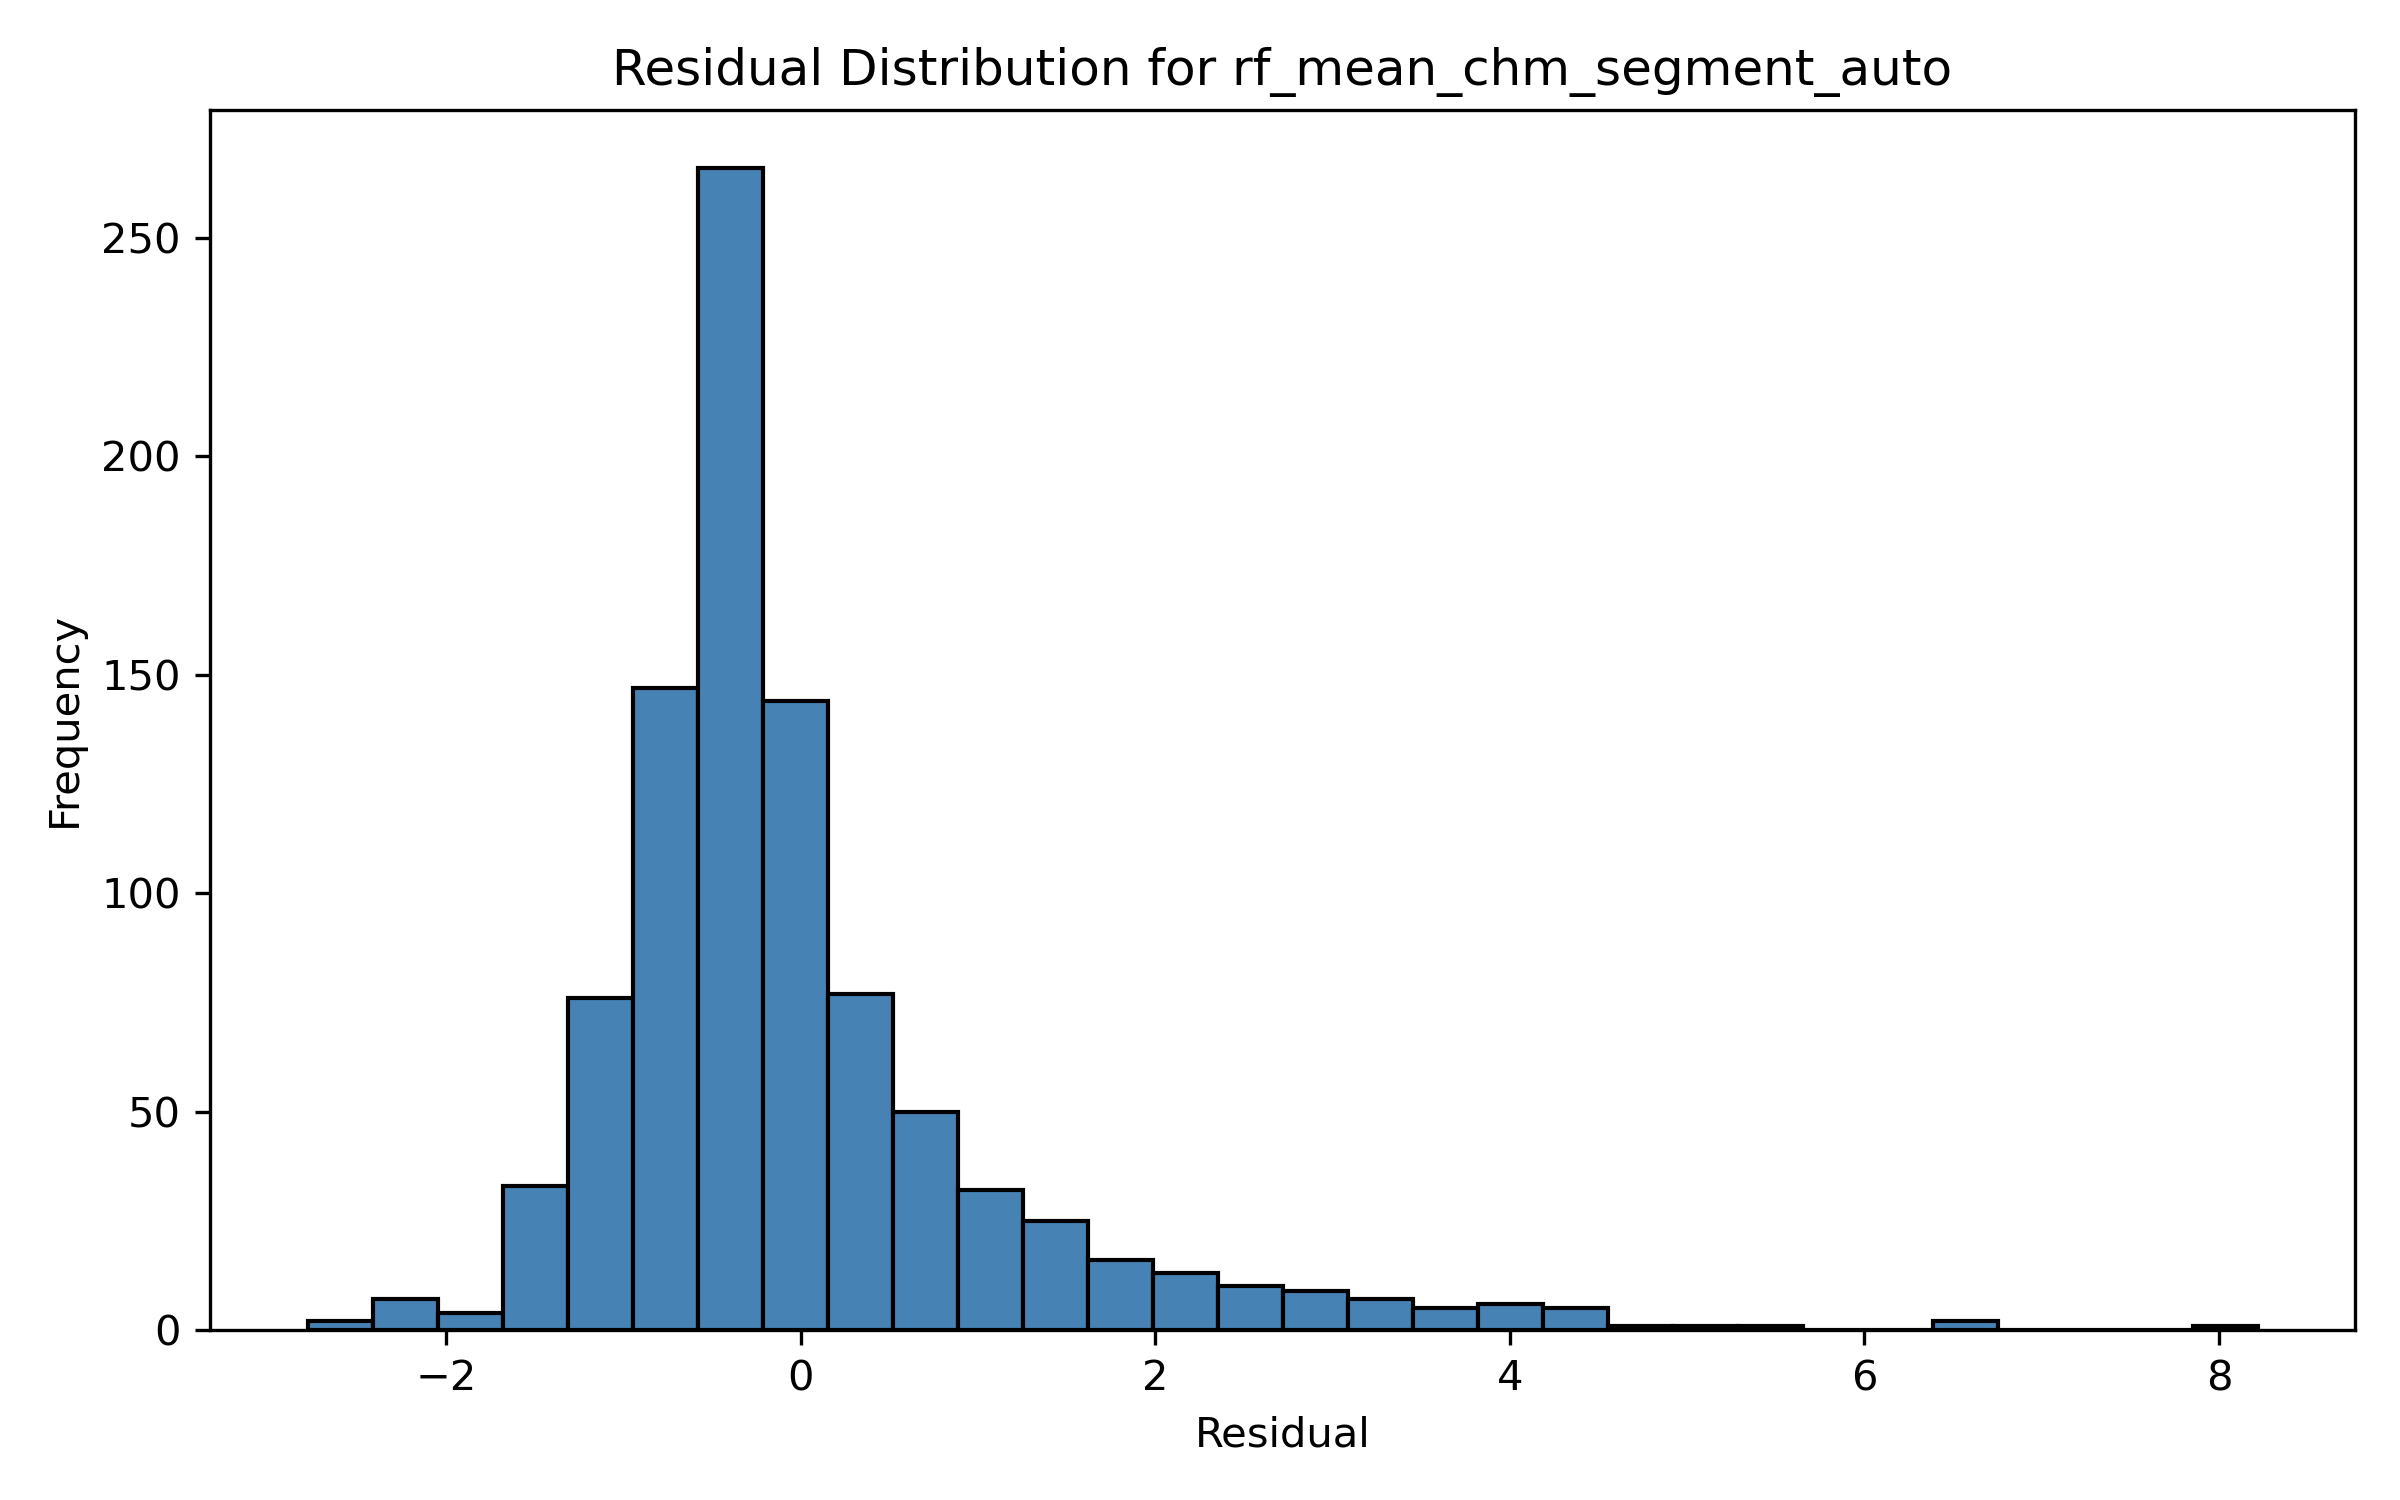 Residual Distribution for rf_mean_chm_segment_auto
Frequency
250
200
150
100
50
0
−2 0 2 4 6 8
Residual